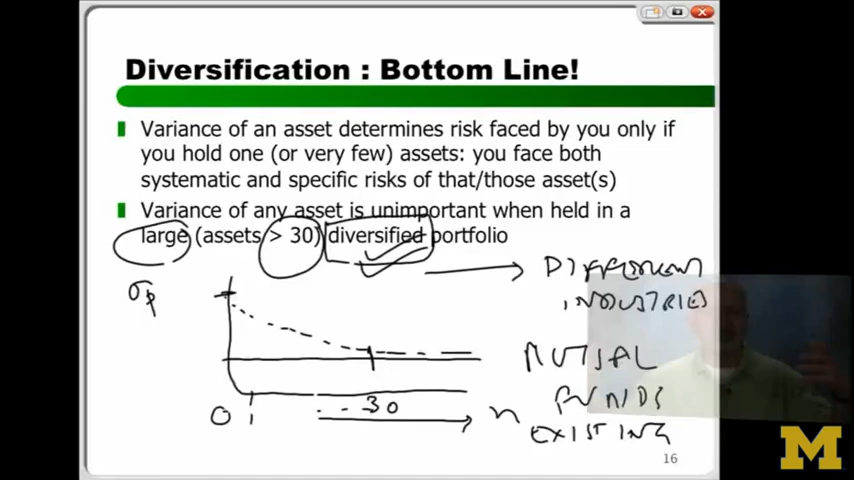 Diversification : Bottom Line!
Variance of an asset determines risk faced by you only if
you hold one (or very few) assets: you face both
systematic and specific risks of that/those asset(s)
Variance of any asset is unimportant when held in a
large (assets > 30) diversified portfolio
DIFFERENT
INDUSTRIES
σp
MUTUAL
FUNDS
EXISTING
0 1 30 n
16
M